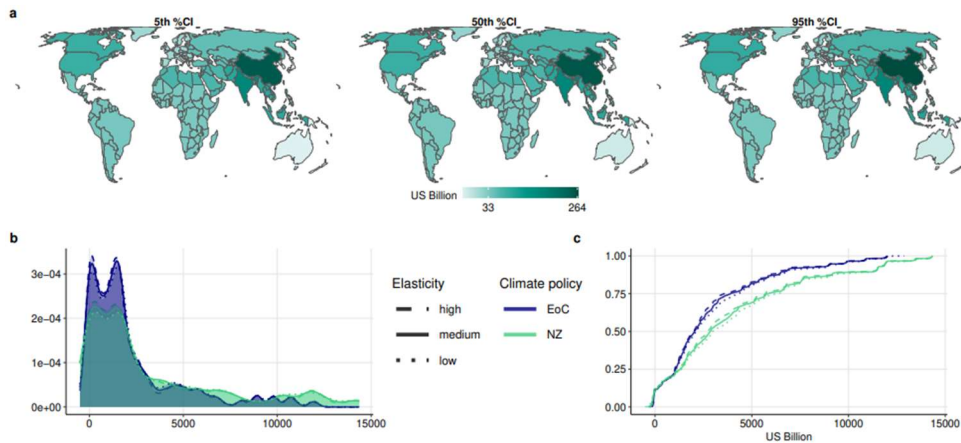 a
5th %CI
50th %CI
95th %CI
US Billion
33
264
b
3e−04
2e−04
1e−04
0e+00
0
5000
10000
15000
Elasticity
high
medium
low
Climate policy
EoC
NZ
c
1.00
0.75
0.50
0.25
0.00
0
5000
10000
15000
US Billion